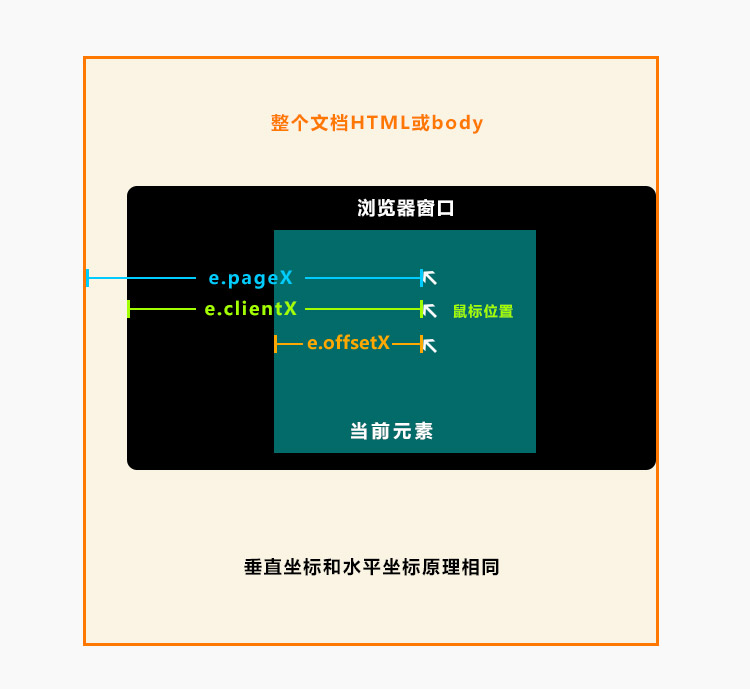 整个文档HTML或body
浏览器窗口
e.pageX
e.clientX
鼠标位置
e.offsetX
当前元素
垂直坐标和水平坐标原理相同